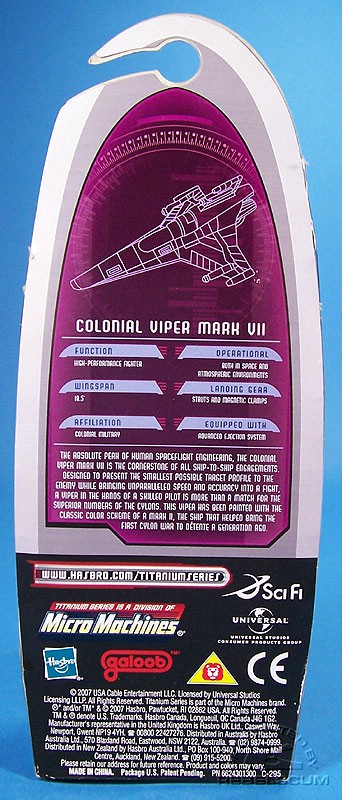 COLONIAL VIPER MARK VII
FUNCTION
HIGH-PERFORMANCE FIGHTER
OPERATIONAL
BOTH IN SPACE AND
ATMOSPHERIC ENVIRONMENTS
WINGSPAN
18.5'
LANDING GEAR
STRUTS AND MAGNETIC CLAMPS
AFFILIATION
COLONIAL MILITARY
EQUIPPED WITH
ADVANCED EJECTION SYSTEM
THE ABSOLUTE PEAK OF HUMAN SPACEFLIGHT ENGINEERING, THE COLONIAL
VIPER MARK VII IS THE CORNERSTONE OF ALL SHIP-TO-SHIP ENGAGEMENTS.
DESIGNED TO PRESENT THE SMALLEST POSSIBLE TARGET PROFILE TO THE
ENEMY WHILE BRINGING UNPARALLELED SPEED AND ACCURACY INTO A FIGHT,
A VIPER IN THE HANDS OF A SKILLED PILOT IS MORE THAN A MATCH FOR THE
SUPERIOR NUMBERS OF THE CYLONS. THIS VIPER HAS BEEN PAINTED WITH THE
CLASSIC COLOR SCHEME OF A MARK II, THE SHIP THAT HELPED BRING THE
FIRST CYLON WAR TO DÉTENTE A GENERATION AGO.
WWW.HASBRO.COM/TITANIUMSERIES
SCI FI
TITANIUM SERIES IS A DIVISION OF
Micro Machines®
UNIVERSAL
UNIVERSAL STUDIOS
CONSUMER PRODUCTS GROUP
Hasbro
galoob
CE
© 2007 USA Cable Entertainment LLC. Licensed by Universal Studios
Licensing LLLP. All Rights Reserved. Titanium Series is part of the Micro Machines brand.
®* and/or TM* & © 2007 Hasbro, Pawtucket, RI 02862 USA. All Rights Reserved.
TM & ® denote U.S. Trademarks. Hasbro Canada, Longueuil, QC Canada J4G 1G2.
Manufacturer's representative in the United Kingdom is Hasbro UK Ltd., Caswell Way,
Newport, Gwent NP19 4YH. ☎ 00800 22427276. Distributed in Australia by Hasbro
Australia Ltd., 570 Blaxland Road, Eastwood, NSW 2122, Australia. ☎ (02) 9874-0999.
Distributed in New Zealand by Hasbro Australia Ltd., PO Box 100-940, North Shore Mail
Centre, Auckland, New Zealand. ☎ (09) 915-5200.
Please retain our address for future reference. Product and colors may vary.
MADE IN CHINA. Package U.S. Patent Pending. P/N 6624301300 C-295